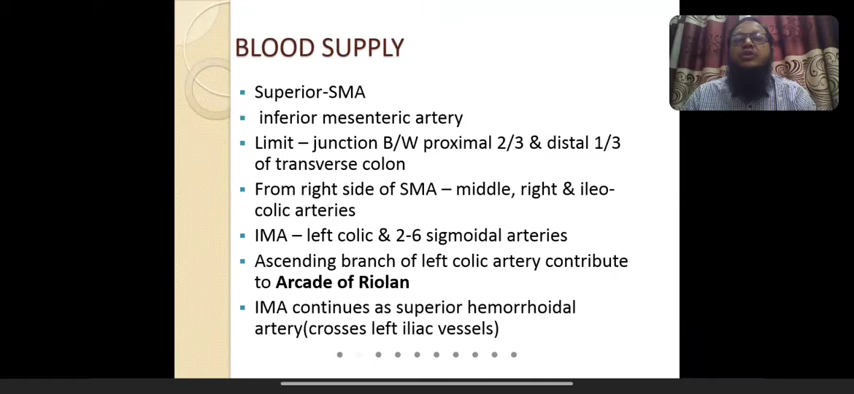 BLOOD SUPPLY
Superior-SMA
inferior mesenteric artery
Limit – junction B/W proximal 2/3 & distal 1/3
of transverse colon
From right side of SMA – middle, right & ileo-
colic arteries
IMA – left colic & 2-6 sigmoidal arteries
Ascending branch of left colic artery contribute
to Arcade of Riolan
IMA continues as superior hemorrhoidal
artery(crosses left iliac vessels)